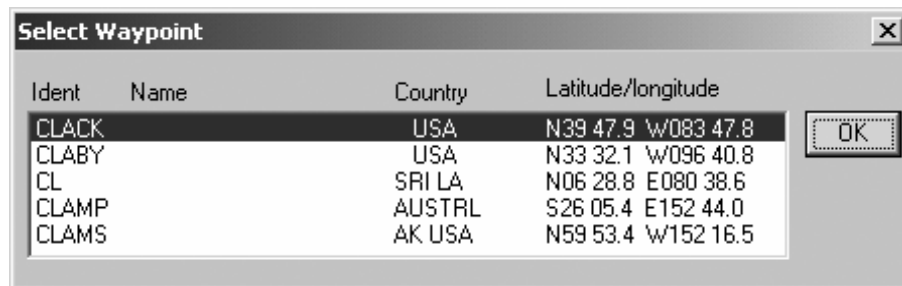 Select Waypoint
Ident Name Country Latitude/longitude
CLACK USA N39 47.9 W083 47.8
CLABY USA N33 32.1 W096 40.8
CL SRI LA N06 28.8 E080 38.6
CLAMP AUSTRL S26 05.4 E152 44.0
CLAMS AK USA N59 53.4 W152 16.5
OK